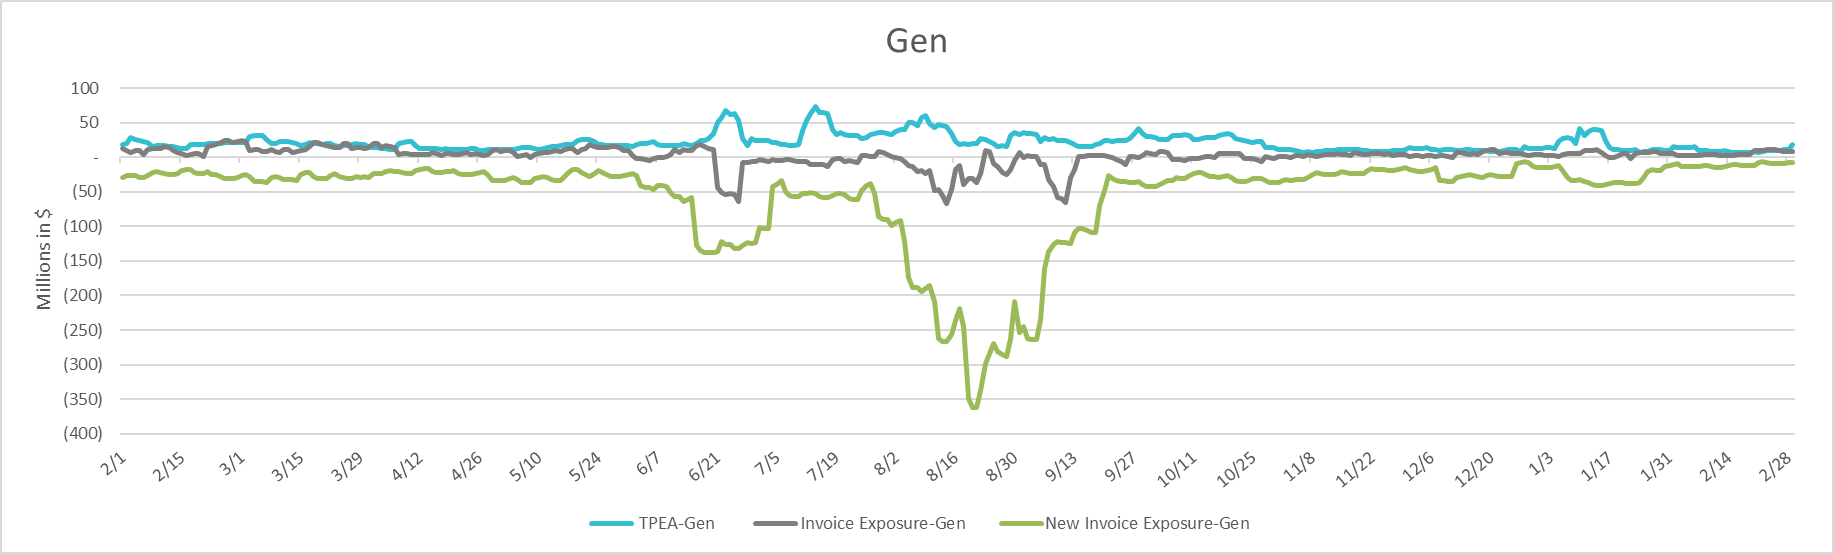 Gen
Millions in $
100
50
-
(50)
(100)
(150)
(200)
(250)
(300)
(350)
(400)
2/1 2/15 3/1 3/15 3/29 4/12 4/26 5/10 5/24 6/7 6/21 7/5 7/19 8/2 8/16 8/30 9/13 9/27 10/11 10/25 11/8 11/22 12/6 12/20 1/3 1/17 1/31 2/14 2/28
TPEA-Gen Invoice Exposure-Gen New Invoice Exposure-Gen